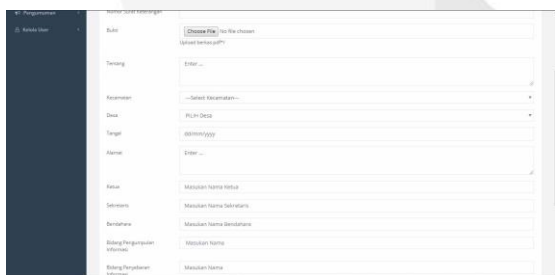 Pengumuman
Nomor Surat Keterangan
Kelola User
Bukti
Choose File No file chosen
Upload berkas pdf**
Tentang
Enter ...
Kecamatan
---Select Kecamatan---
Desa
PILIH Desa
Tanggal
dd/mm/yyyy
Alamat
Enter ...
Ketua
Masukan Nama Ketua
Sekretaris
Masukan Nama Sekretaris
Bendahara
Masukan Nama Bendahara
Bidang Pengumpulan
Informasi
Masukan Nama
Bidang Penyebaran
Informasi
Masukan Nama